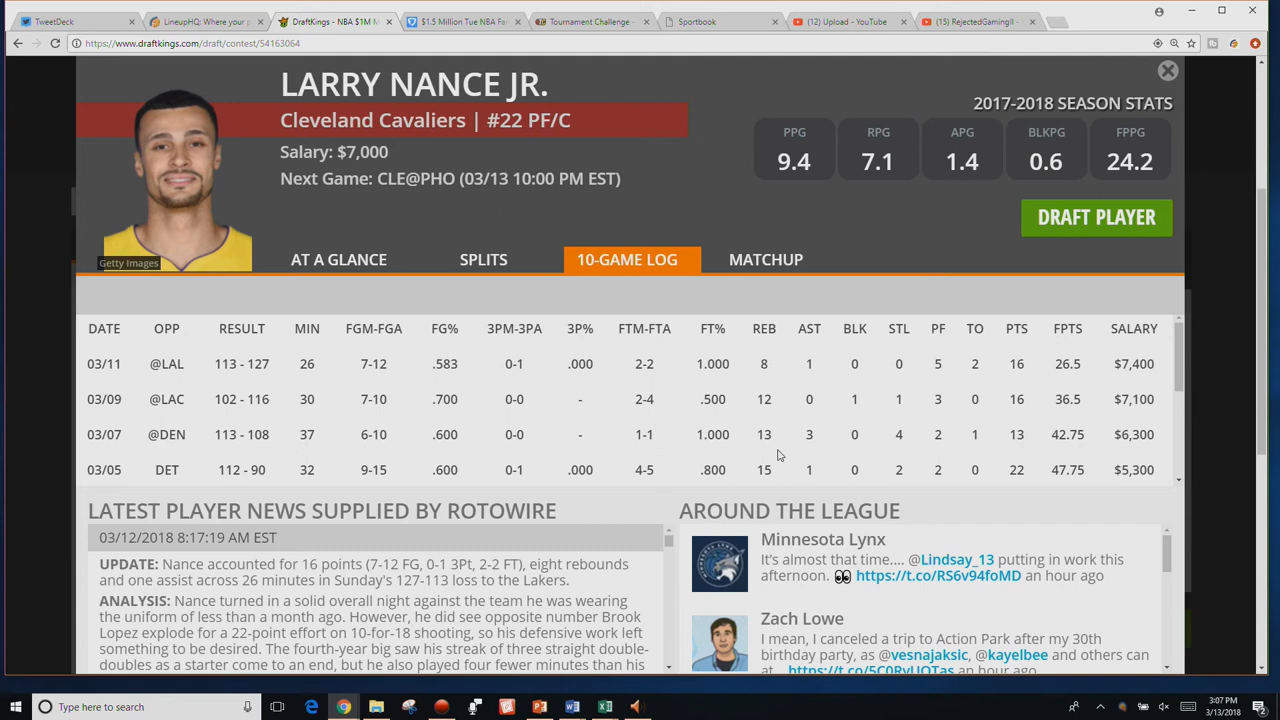 TweetDeck
LineupHQ: Where your p
DraftKings - NBA $1M M
$1.5 Million Tue NBA Fa
Tournament Challenge -
Sportbook
(12) Upload - YouTube
(15) RejectedGamingII -
https://www.draftkings.com/draft/contest/54163064
LARRY NANCE JR.
Cleveland Cavaliers | #22 PF/C
Salary: $7,000
Next Game: CLE@PHO (03/13 10:00 PM EST)
Getty Images
2017-2018 SEASON STATS
PPG RPG APG BLKPG FPPG
9.4 7.1 1.4 0.6 24.2
DRAFT PLAYER
AT A GLANCE SPLITS 10-GAME LOG MATCHUP
DATE OPP RESULT MIN FGM-FGA FG% 3PM-3PA 3P% FTM-FTA FT% REB AST BLK STL PF TO PTS FPTS SALARY
03/11 @LAL 113 - 127 26 7-12 .583 0-1 .000 2-2 1.000 8 1 0 0 5 2 16 26.5 $7,400
03/09 @LAC 102 - 116 30 7-10 .700 0-0 - 2-4 .500 12 0 1 1 3 0 16 36.5 $7,100
03/07 @DEN 113 - 108 37 6-10 .600 0-0 - 1-1 1.000 13 3 0 4 2 1 13 42.75 $6,300
03/05 DET 112 - 90 32 9-15 .600 0-1 .000 4-5 .800 15 1 0 2 2 0 22 47.75 $5,300
LATEST PLAYER NEWS SUPPLIED BY ROTOWIRE
03/12/2018 8:17:19 AM EST
UPDATE: Nance accounted for 16 points (7-12 FG, 0-1 3Pt, 2-2 FT), eight rebounds
and one assist across 26 minutes in Sunday's 127-113 loss to the Lakers.
ANALYSIS: Nance turned in a solid overall night against the team he was wearing
the uniform of less than a month ago. However, he did see opposite number Brook
Lopez explode for a 22-point effort on 10-for-18 shooting, so his defensive work left
something to be desired. The fourth-year big saw his streak of three straight double-
doubles as a starter come to an end, but he also played four fewer minutes than his
AROUND THE LEAGUE
Minnesota Lynx
It's almost that time.... @Lindsay_13 putting in work this
afternoon. 👀 https://t.co/RS6v94foMD an hour ago
Zach Lowe
I mean, I canceled a trip to Action Park after my 30th
birthday party, as @vesnajaksic, @kayelbee and others can
at... https://t.co/5C0RyUOTas an hour ago
Type here to search
3:07 PM
3/13/2018
2